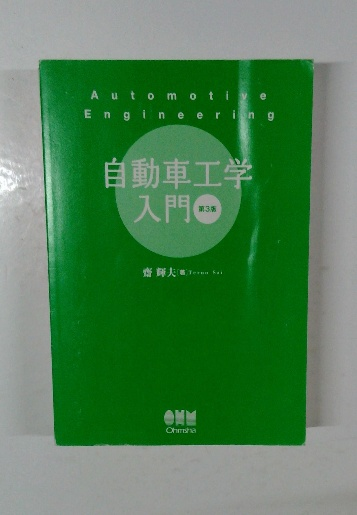 Automotive
Engineering
自動車工学
入門 第3版
齋 輝夫[著]Teruo Sai
OHM
Ohmsha